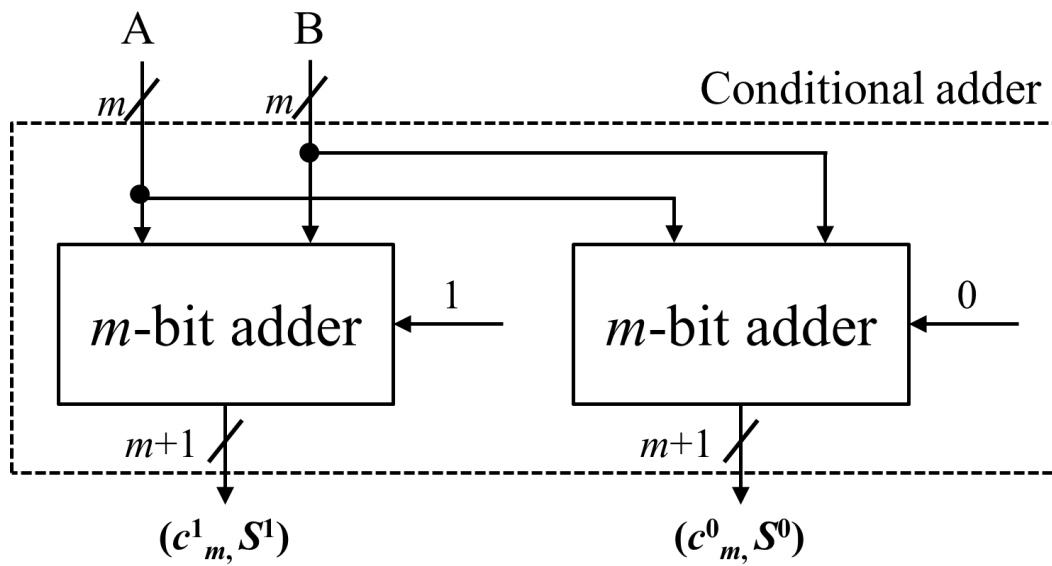 A B
m m
Conditional adder
m-bit adder
1
m-bit adder
0
m+1 m+1
(c¹ₘ, S¹) (c⁰ₘ, S⁰)